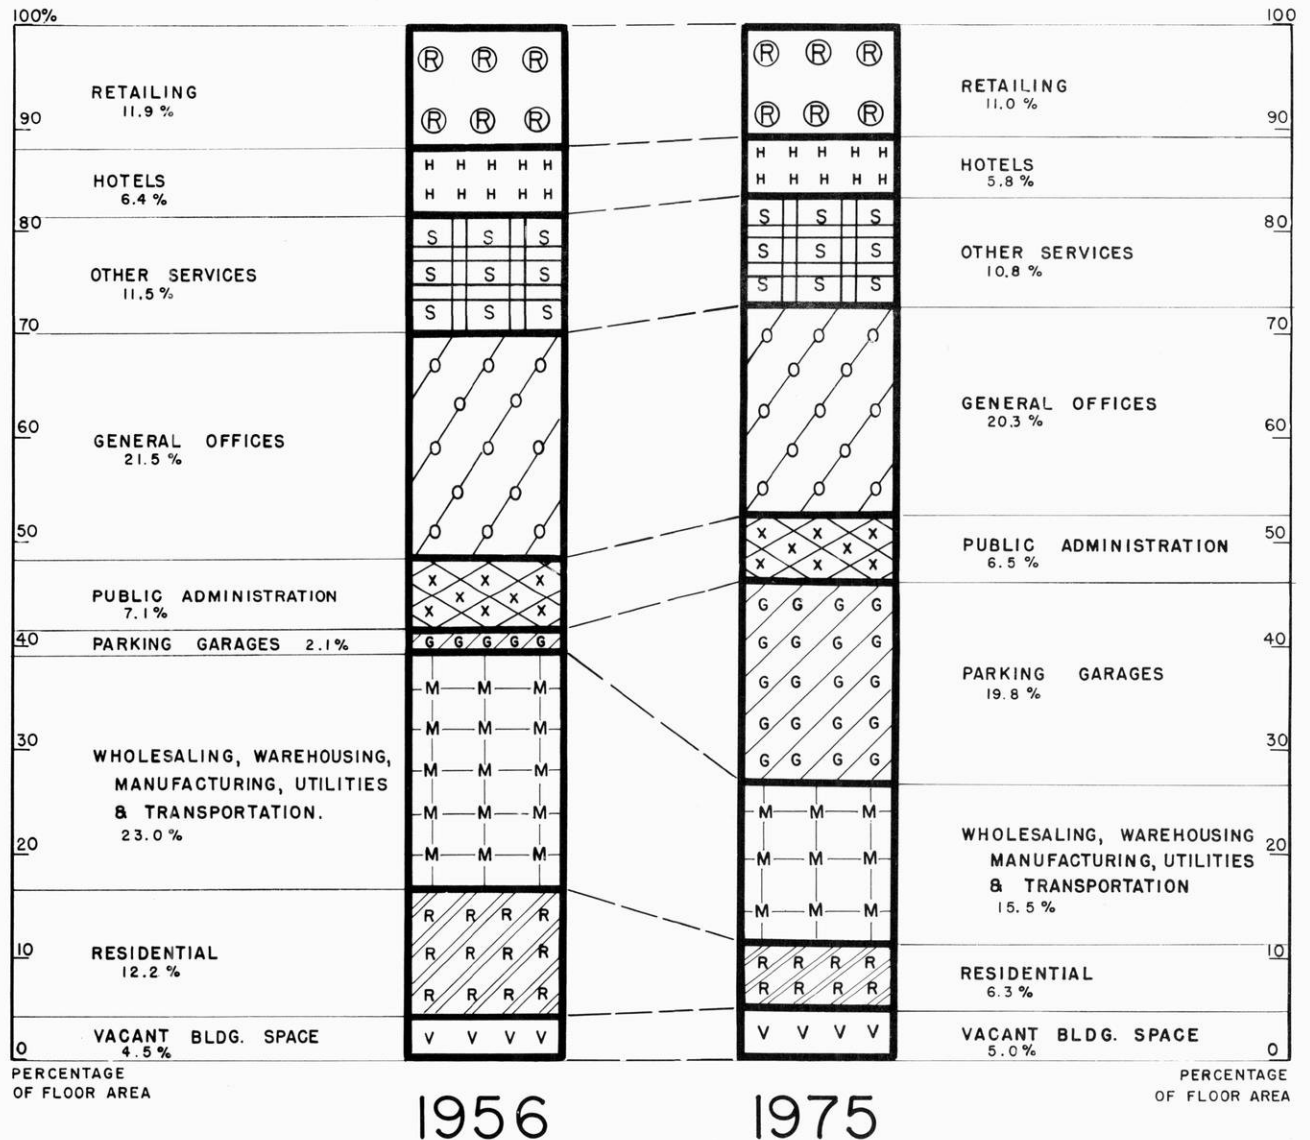 100%
RETAILING
11.9 %
90
HOTELS
6.4 %
80
OTHER SERVICES
11.5 %
70
60
GENERAL OFFICES
21.5 %
50
PUBLIC ADMINISTRATION
7.1%
40
PARKING GARAGES 2.1%
30
WHOLESALING, WAREHOUSING,
MANUFACTURING, UTILITIES
& TRANSPORTATION.
23.0 %
20
10
RESIDENTIAL
12.2 %
VACANT BLDG. SPACE
4.5 %
0
PERCENTAGE
OF FLOOR AREA
R R R
R R R
H H H H H
H H H H H
S S S
S S S
S S S
O O O
O O
O O O
O O
O O O
X X X
X X
X X X
G G G G G
M M M
M M M
M M M
M M M
M M M
R R R R
R R R R
R R R R
V V V V
1956
R R R
R R R
H H H H H
H H H H H
S S S
S S S
S S S
O O O
O O
O O O
O O
O O O
X X X
X X
X X X
G G G G
G G G G
G G G G
G G G G
G G G G
M M M
M M M
M M M
R R R R
R R R R
V V V V
1975
100
RETAILING
11.0 %
90
HOTELS
5.8 %
80
OTHER SERVICES
10.8 %
70
GENERAL OFFICES
20.3 %
60
50
PUBLIC ADMINISTRATION
6.5 %
40
PARKING GARAGES
19.8 %
30
WHOLESALING, WAREHOUSING
MANUFACTURING, UTILITIES
& TRANSPORTATION
15.5 %
20
10
RESIDENTIAL
6.3 %
VACANT BLDG. SPACE
5.0 %
0
PERCENTAGE
OF FLOOR AREA